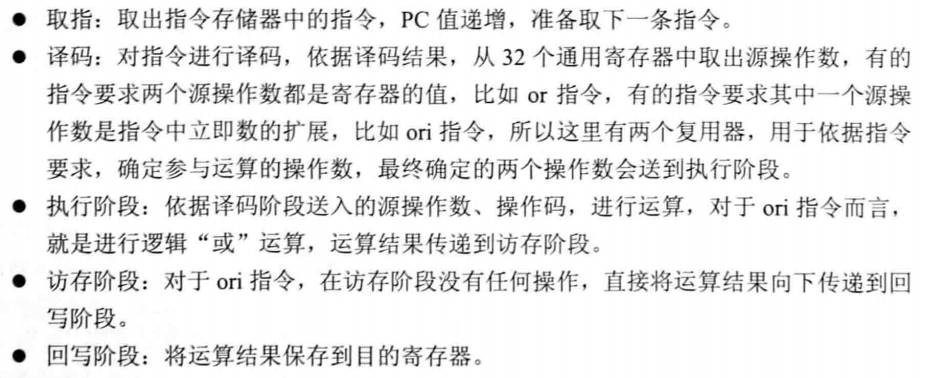 ● 取指：取出指令存储器中的指令，PC 值递增，准备取下一条指令。
● 译码：对指令进行译码，依据译码结果，从 32 个通用寄存器中取出源操作数，有的
指令要求两个源操作数都是寄存器的值，比如 or 指令，有的指令要求其中一个源操
作数是指令中立即数的扩展，比如 ori 指令，所以这里有两个复用器，用于依据指令
要求，确定参与运算的操作数，最终确定的两个操作数会送到执行阶段。
● 执行阶段：依据译码阶段送入的源操作数、操作码，进行运算，对于 ori 指令而言，
就是进行逻辑“或”运算，运算结果传递到访存阶段。
● 访存阶段：对于 ori 指令，在访存阶段没有任何操作，直接将运算结果向下传递到回
写阶段。
● 回写阶段：将运算结果保存到目的寄存器。